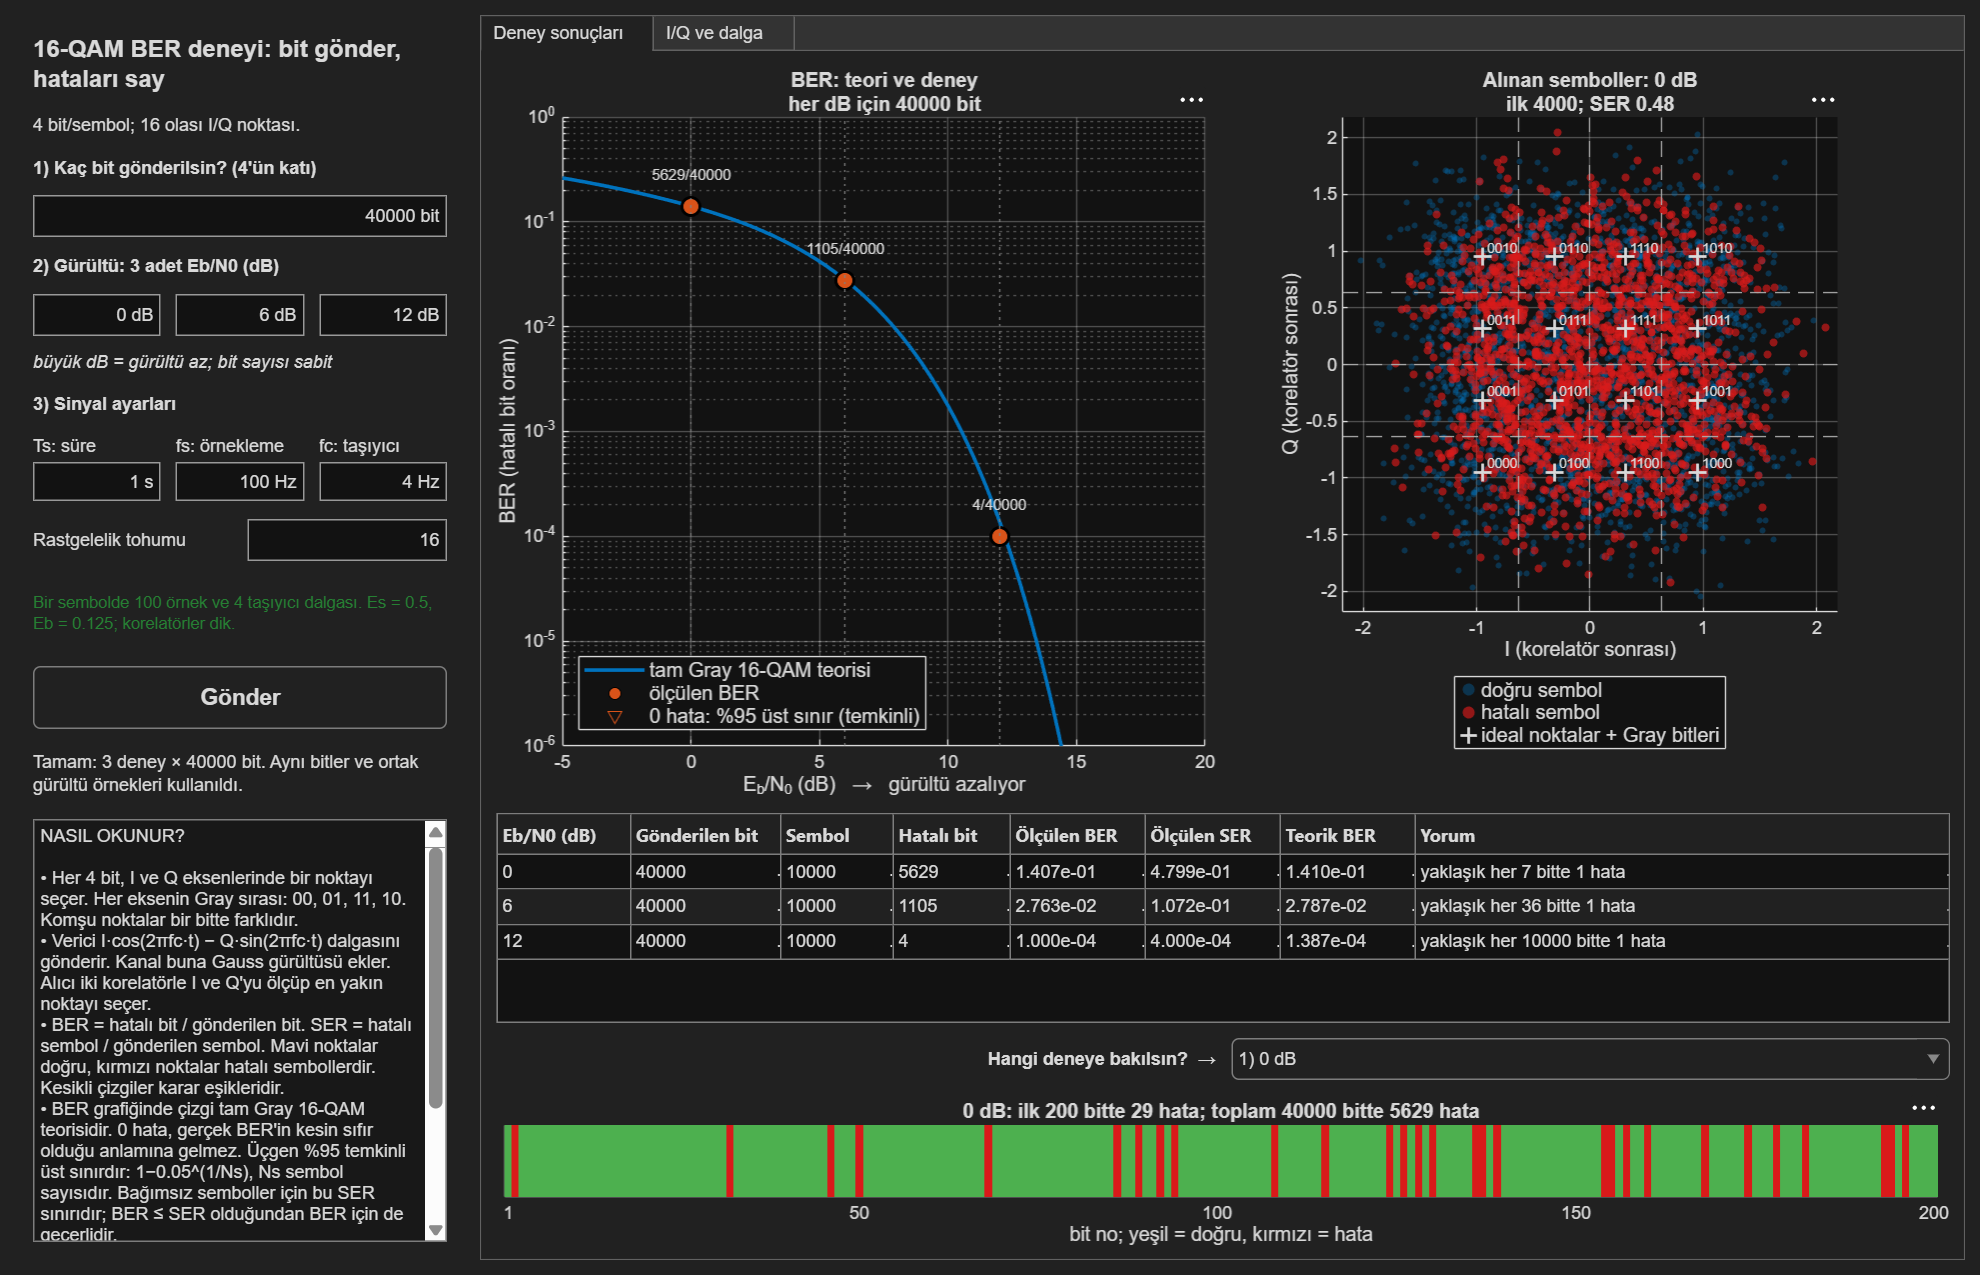 16-QAM BER deneyi: bit gönder,
hataları say
4 bit/sembol; 16 olası I/Q noktası.
1) Kaç bit gönderilsin? (4'ün katı)
40000 bit
2) Gürültü: 3 adet Eb/N0 (dB)
0 dB 6 dB 12 dB
büyük dB = gürültü az; bit sayısı sabit
3) Sinyal ayarları
Ts: süre fs: örnekleme fc: taşıyıcı
1 s 100 Hz 4 Hz
Rastgelelik tohumu 16
Bir sembolde 100 örnek ve 4 taşıyıcı dalgası. Es = 0.5,
Eb = 0.125; korelatörler dik.
Gönder
Tamam: 3 deney × 40000 bit. Aynı bitler ve ortak
gürültü örnekleri kullanıldı.
NASIL OKUNUR?
• Her 4 bit, I ve Q eksenlerinde bir noktayı
seçer. Her eksenin Gray sırası: 00, 01, 11, 10.
Komşu noktalar bir bitte farklıdır.
• Verici I·cos(2πfc·t) − Q·sin(2πfc·t) dalgasını
gönderir. Kanal buna Gauss gürültüsü ekler.
Alıcı iki korelatörle I ve Q'yu ölçüp en yakın
noktayı seçer.
• BER = hatalı bit / gönderilen bit. SER = hatalı
sembol / gönderilen sembol. Mavi noktalar
doğru, kırmızı noktalar hatalı sembollerdir.
Kesikli çizgiler karar eşikleridir.
• BER grafiğinde çizgi tam Gray 16-QAM
teorisidir. 0 hata, gerçek BER'in kesin sıfır
olduğu anlamına gelmez. Üçgen %95 temkinli
üst sınırdır: 1−0.05^(1/Ns), Ns sembol
sayısıdır. Bağımsız semboller için bu SER
sınırıdır; BER ≤ SER olduğundan BER için de
geçerlidir.
Deney sonuçları I/Q ve dalga
BER: teori ve deney
her dB için 40000 bit
10^0
10^-1
10^-2
10^-3
10^-4
10^-5
10^-6
BER (hatalı bit oranı)
5629/40000
1105/40000
4/40000
tam Gray 16-QAM teorisi
ölçülen BER
0 hata: %95 üst sınır (temkinli)
-5 0 5 10 15 20
E_b/N_0 (dB) → gürültü azalıyor
Alınan semboller: 0 dB
ilk 4000; SER 0.48
2
1.5
1
0.5
0
-0.5
-1
-1.5
-2
Q (korelatör sonrası)
0010 0110 1110 1010
0011 0111 1111 1011
0001 0101 1101 1001
0000 0100 1100 1000
-2 -1 0 1 2
I (korelatör sonrası)
doğru sembol
hatalı sembol
ideal noktalar + Gray bitleri
Eb/N0 (dB) Gönderilen bit Sembol Hatalı bit Ölçülen BER Ölçülen SER Teorik BER Yorum
0 40000 10000 5629 1.407e-01 4.799e-01 1.410e-01 yaklaşık her 7 bitte 1 hata
6 40000 10000 1105 2.763e-02 1.072e-01 2.787e-02 yaklaşık her 36 bitte 1 hata
12 40000 10000 4 1.000e-04 4.000e-04 1.387e-04 yaklaşık her 10000 bitte 1 hata
Hangi deneye bakılsın? → 1) 0 dB
0 dB: ilk 200 bitte 29 hata; toplam 40000 bitte 5629 hata
1 50 100 150 200
bit no; yeşil = doğru, kırmızı = hata